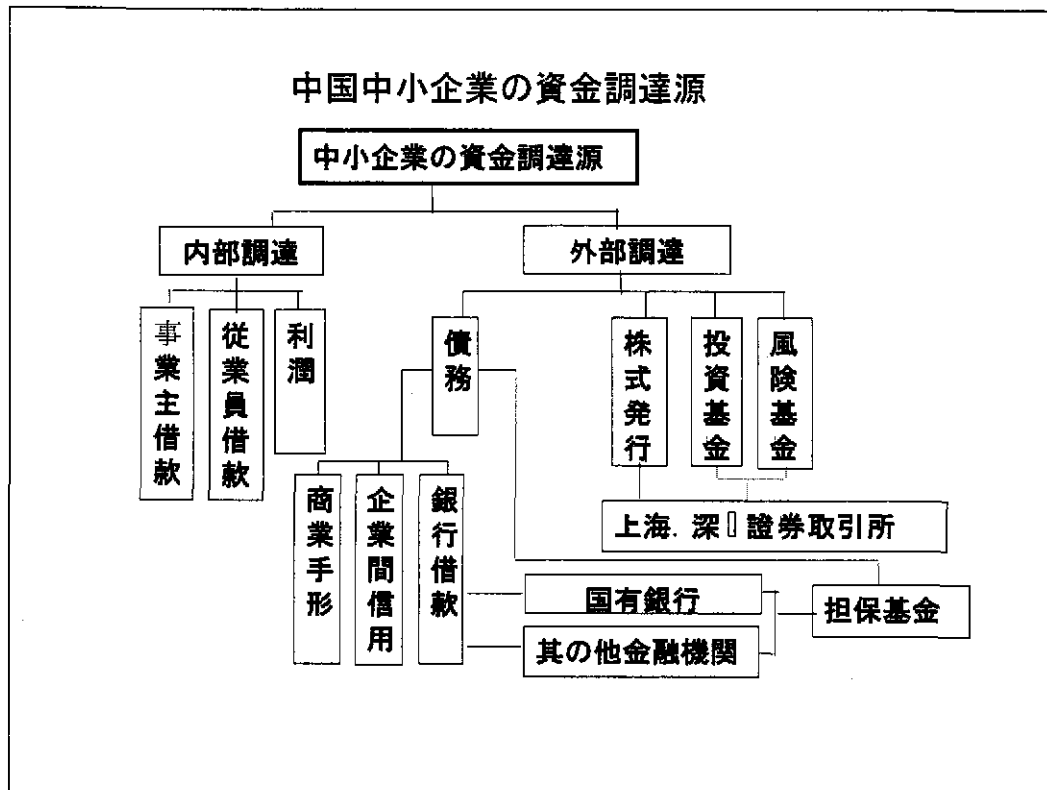 中国中小企業の資金調達源
中小企業の資金調達源
内部調達
外部調達
事業主借款
従業員借款
利潤
債務
株式発行
投資基金
風険基金
商業手形
企業間信用
銀行借款
上海.深▯證券取引所
国有銀行
担保基金
其の他金融機関